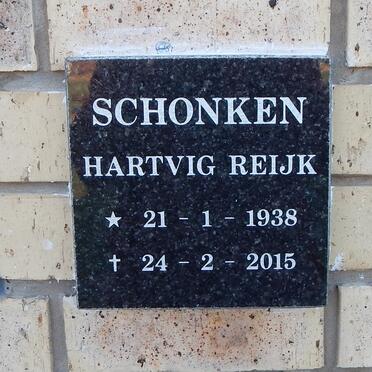 SCHONKEN
HARTVIG REIJK
★ 21 - 1 - 1938
✝ 24 - 2 - 2015